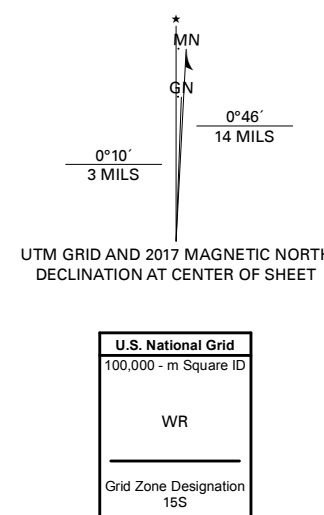 ★
MN
GN
0°46´
14 MILS
0°10´
3 MILS
UTM GRID AND 2017 MAGNETIC NORTH
DECLINATION AT CENTER OF SHEET
U.S. National Grid
100,000 - m Square ID
WR
Grid Zone Designation
15S